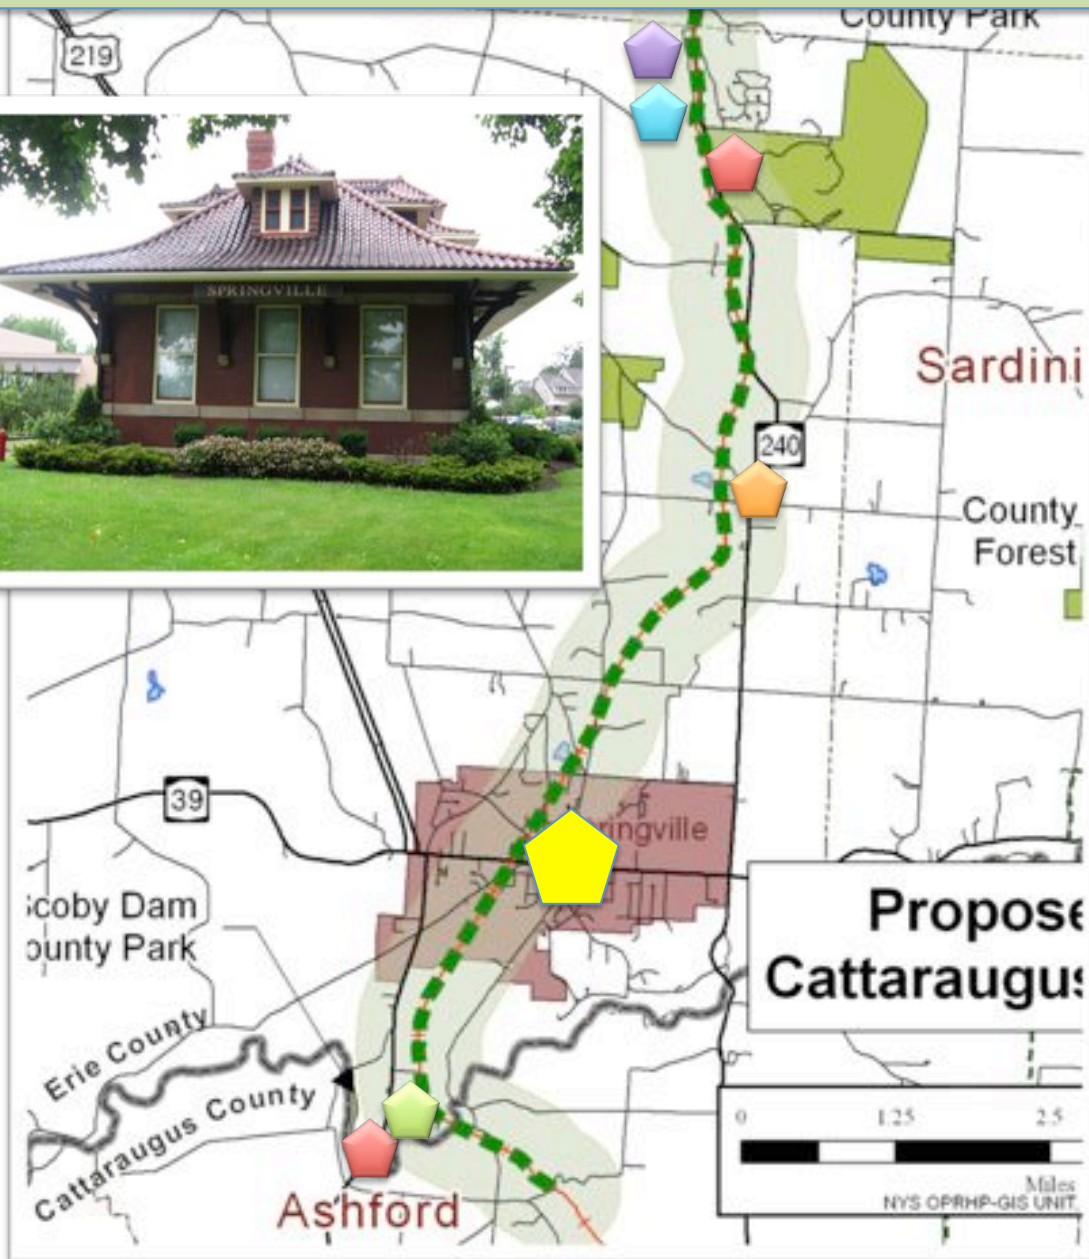 County Park
219
SPRINGVILLE
Sardini
240
County
Forest
39
ringville
coby Dam
ounty Park
Propose
Cattaraugus
Erie County
Cattaraugus County
0 1.25 2.5
Miles
NYS OPRHP-GIS UNIT,
Ashford